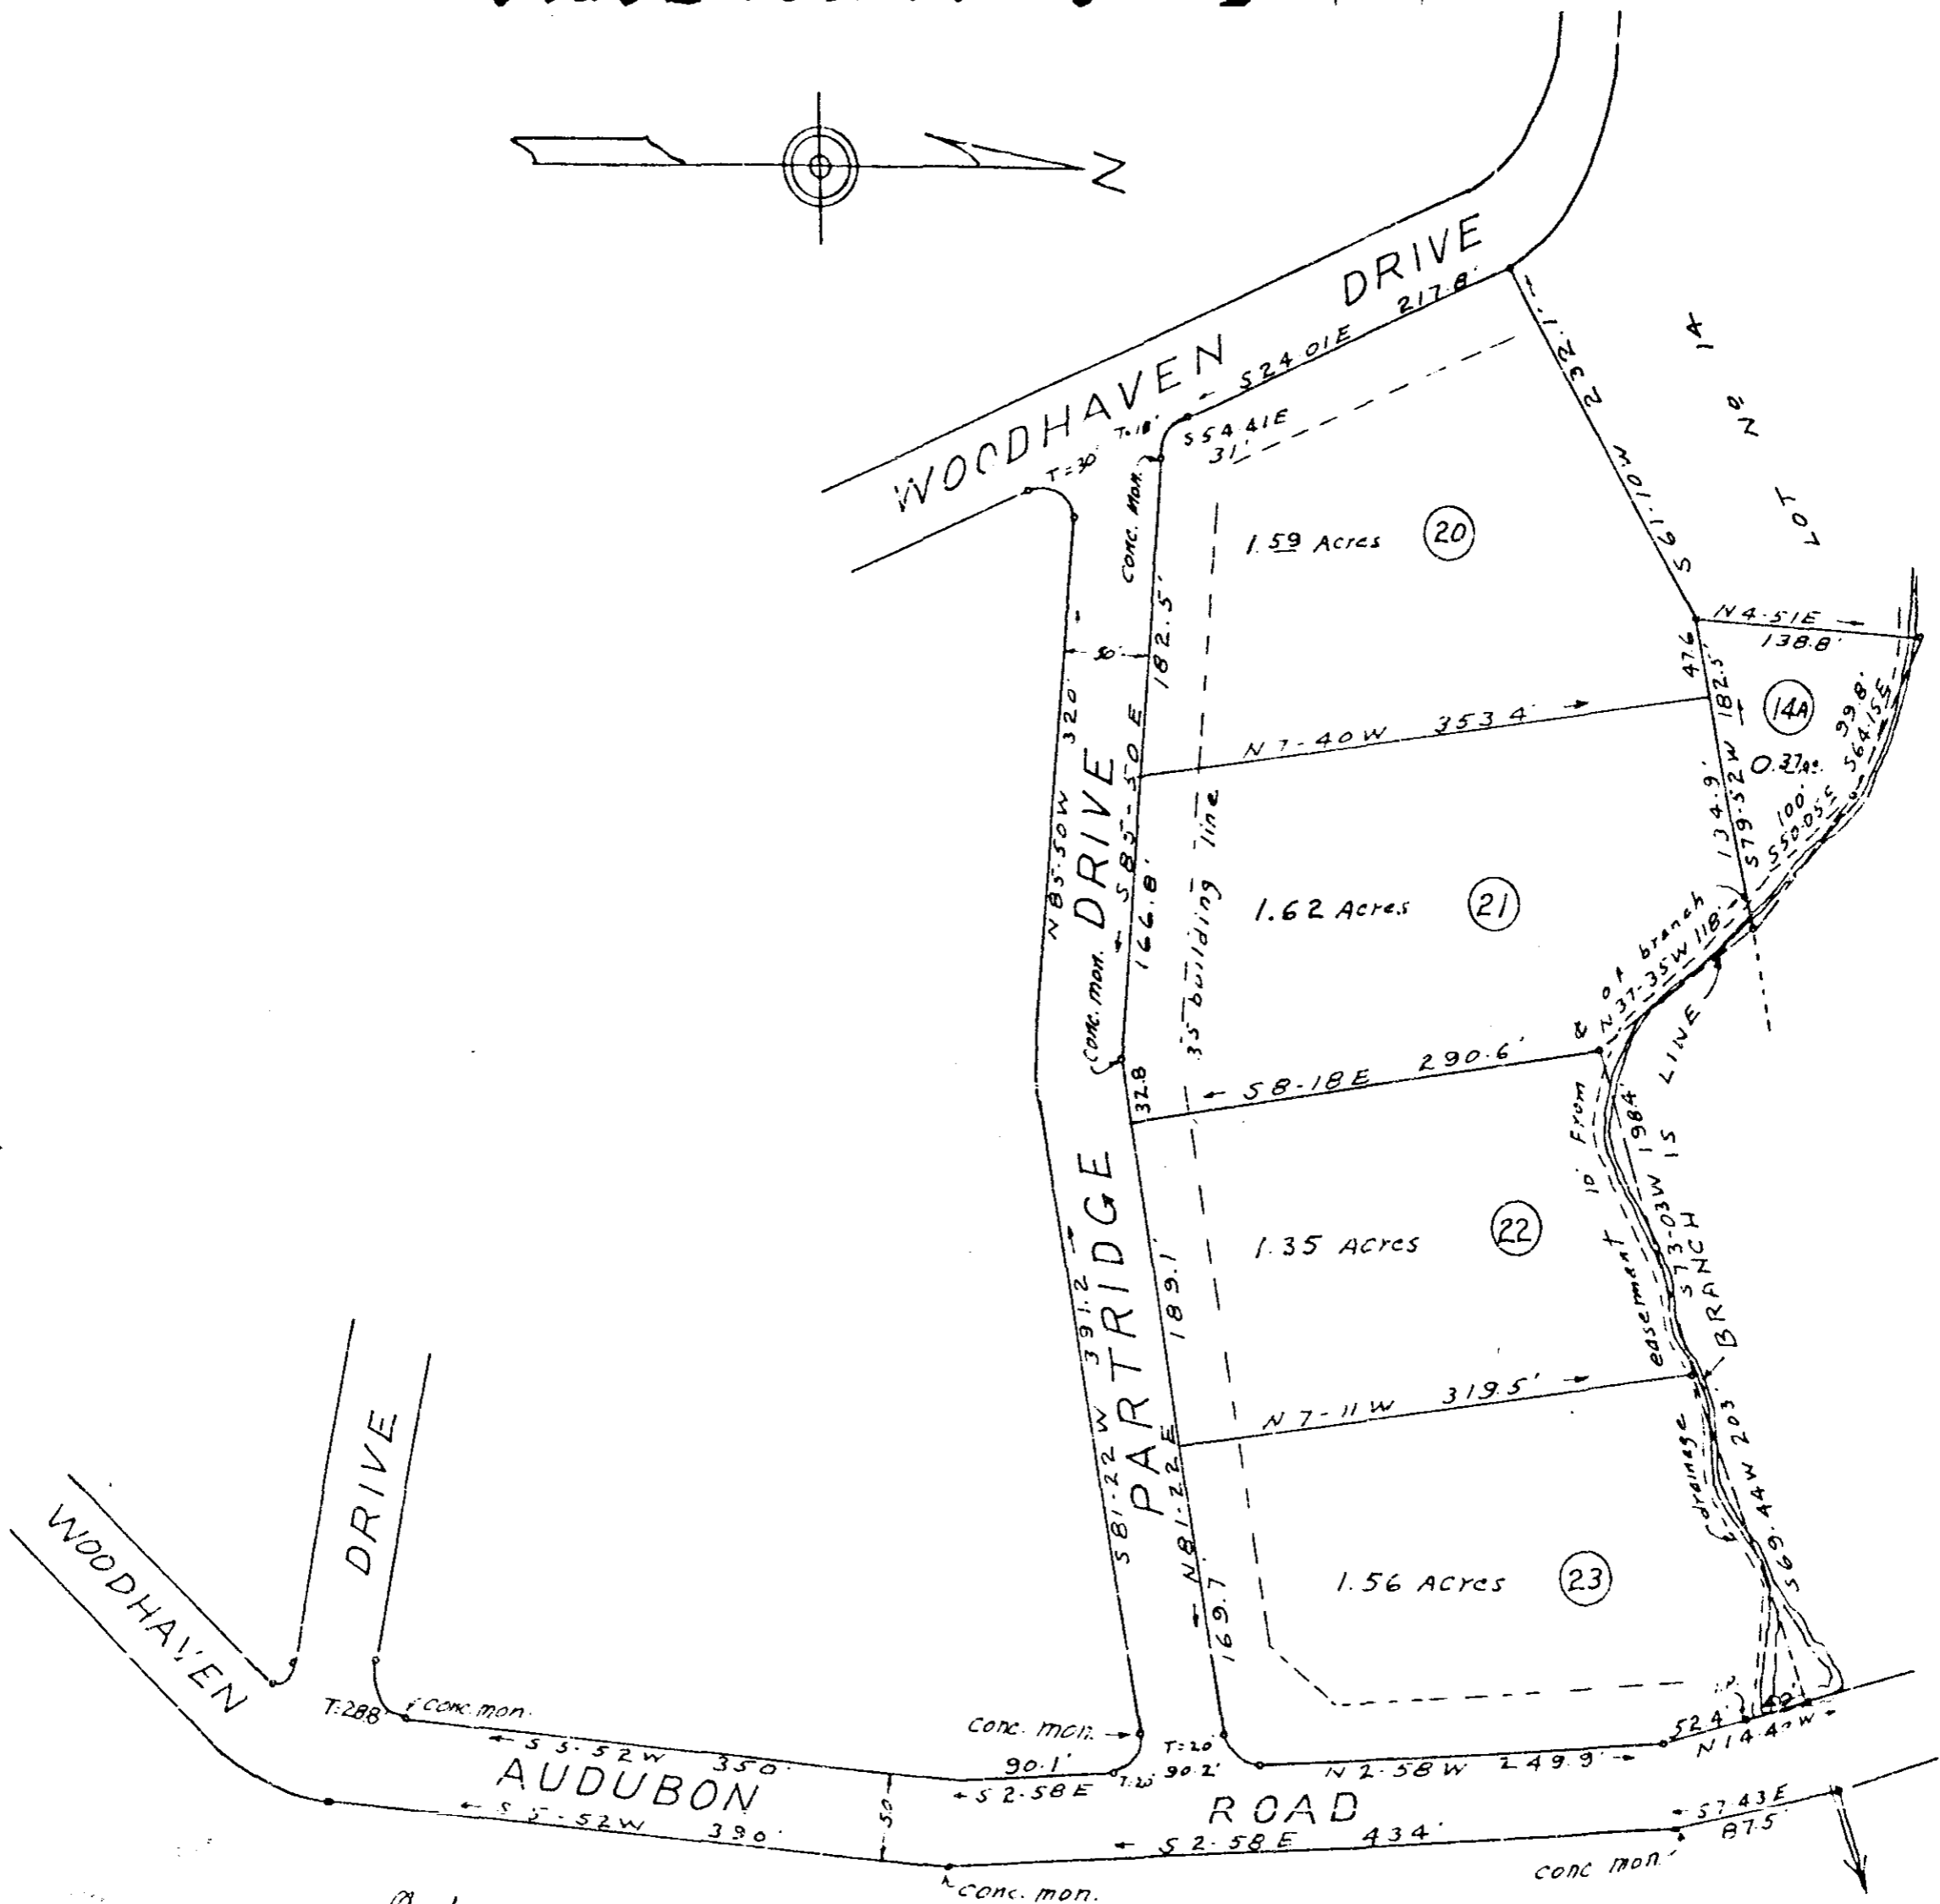 N
WOODHAVEN DRIVE
217.8'
S 24.01 E
T=30'
S 54.41 E
31'
CONC. MON.
232.1'
S 61.10 W
LOT NO 14
1.59 Acres
20
182.5'
50'
N 4-51 E
138.8'
47.6
182.5'
14A
0.37 Ac.
99.8'
S 64.15 E
100'
S 50.05 E
134.9'
S 79-52 W
N 7-40 W 353.4'
N 85-50 W 320'
S 85-50 E
166.8'
PARTRIDGE DRIVE
conc. mon.
35' building line
1.62 Acres
21
N 37-35 W 118'
10' From ℄ of branch
S 8-18 E 290.6'
32.8
BRANCH IS LINE
S 73-03 W 198.4'
1.35 Acres
22
drainage easement
S 81-22 W 391.2
189.1'
N 81-22 E
N 7-11 W 319.5'
169.7'
S 69.44 W 203'
1.56 Acres
23
WOODHAVEN
DRIVE
T=28.8'
conc. mon.
S 5-52 W 350'
AUDUBON ROAD
S 5-52 W 390'
50'
conc. mon.
90.1'
S 2.58 E
T=20'
T=20'
90.2'
N 2-58 W 249.9'
I.P.
52.4'
42'
S 2-58 E 434'
87.5'
conc. mon.
conc mon.